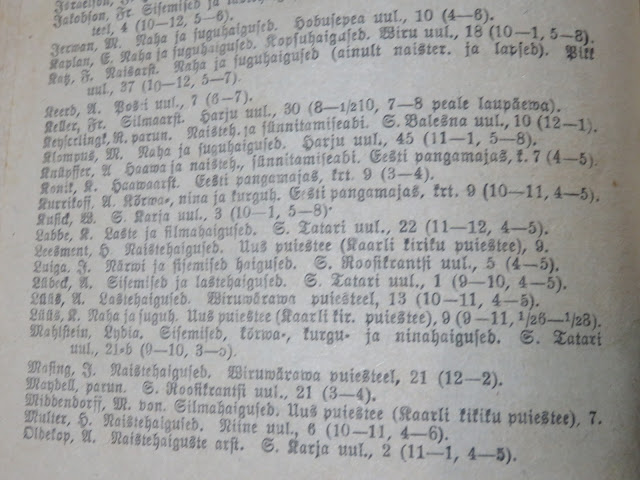 Jakobson, Fr. Sisemised ja
teel, 4 (10—12, 5—6).
Jerwan, M. Naha ja suguhaigused. Hobusepea uul., 10 (4—6).
Kaplan, E. Naha ja suguhaigused. Kopsuhaigused. Wiru uul., 18 (10—1, 5—8).
Katz, F. Naisarst. Naha ja suguhaigused (ainult naister. ja lapsed). Pikk
uul., 37 (10—12, 5—7).
Keerd, A. Posti uul., 7 (6—7).
Keller, Fr. Silmaarst. Harju uul., 30 (8—1/210, 7—8 peale laupäewa).
Keyserlingk, R. parun. Naisteh. ja sünnitamiseabi. S. Balesna uul., 10 (12—1).
Klompus, M. Naha ja suguhaigused. Harju uul., 45 (11—1, 5—8).
Knüpffer, A Haawa ja naisteh., sünnitamiseabi. Eesti pangamajas, k. 7 (4—5).
Konik, K. Haawaarst. Eesti pangamajas, krt. 9 (3—4).
Kurrikoff, A. Kõrwa-, nina ja kurguh. Eesti pangamajas, krt. 9 (10—11, 4—5).
Kusick, W. S. Karja uul., 3 (10—1, 5—8).
Labbe, K. Laste ja silmahaigused. S. Tatari uul., 22 (11—12, 4—5).
Leesment, H. Naistehaigused. Uus puiestee (Kaarli kiriku puiestee), 9.
Luiga, J. Närwi ja sisemised haigused. S. Roosikrantsi uul., 5 (4—5).
Lübeck, A. Sisemised ja lastehaigused. S. Tatari uul., 1 (9—10, 4—5).
Lüüs, A. Lastehaigused. Wiruwärawa puiesteel, 13 (10—11, 4—5).
Lüüs, K. Naha ja suguh. Uus puiestee (Kaarli kir. puiestee), 9 (9—11, 1/26—1/28).
Mahlstein, Lydia. Sisemised, kõrwa-, kurgu- ja ninahaigused. S. Tatari
uul., 21-b (9—10, 3—5).
Masing, J. Naistehaigused. Wiruwärawa puiesteel, 21 (12—2).
Maydell, parun. S. Roosikrantsi uul., 21 (3—4).
Middendorff, M. von. Silmahaigused. Uus puiestee (Kaarli kikiku puiestee), 7.
Multer, H. Naistehaigused. Niine uul., 6 (10—11, 4—6).
Oldekop, A. Naistehaiguste arst. S. Karja uul., 2 (11—1, 4—5).